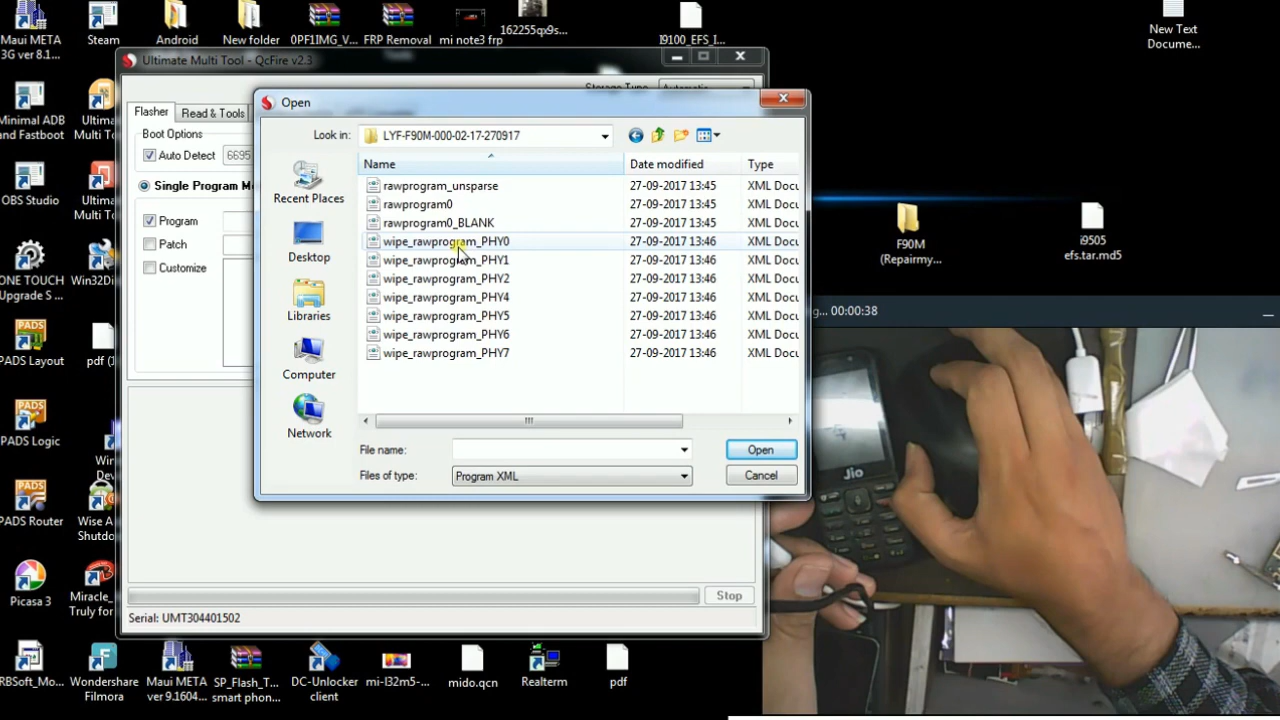 Maui META
3G ver 8.1...
Steam
Android
New folder
0PF1IMG_V...
FRP Removal
mi note3 frp
162255qx9s...
I9100_EFS_I...
New Text
Docume...
Ultimate Multi Tool - QcFire v2.3
Storage Type
Automatic
Minimal ADB
and Fastboot
Ultimate
Multi T...
Flasher
Read & Tools
Boot Options
Auto Detect
6695
Single Program M
Program
Patch
Customize
Open
Look in:
LYF-F90M-000-02-17-270917
Name
Date modified
Type
rawprogram_unsparse
27-09-2017 13:45
XML Docu
rawprogram0
27-09-2017 13:45
XML Docu
rawprogram0_BLANK
27-09-2017 13:45
XML Docu
wipe_rawprogram_PHY0
27-09-2017 13:46
XML Docu
wipe_rawprogram_PHY1
27-09-2017 13:46
XML Docu
wipe_rawprogram_PHY2
27-09-2017 13:46
XML Docu
wipe_rawprogram_PHY4
27-09-2017 13:46
XML Docu
wipe_rawprogram_PHY5
27-09-2017 13:46
XML Docu
wipe_rawprogram_PHY6
27-09-2017 13:46
XML Docu
wipe_rawprogram_PHY7
27-09-2017 13:46
XML Docu
Recent Places
Desktop
Libraries
Computer
Network
File name:
Open
Files of type:
Program XML
Cancel
OBS Studio
Ultimate
Multi T...
ONE TOUCH
Upgrade S ...
Win32Di
PADS Layout
pdf (
PADS Logic
Win
Dev
PADS Router
Wise A
Shutdo
Picasa 3
Miracle_
Truly for
F90M
(Repairmy...
i9505
efs.tar.md5
g... 00:00:38
Jio
Stop
Serial: UMT304401502
RBSoft_Mo...
Wondershare
Filmora
Maui META
ver 9.1604...
SP_Flash_T...
smart phon...
DC-Unlocker
client
mi-l32m5-...
mido.qcn
Realterm
pdf